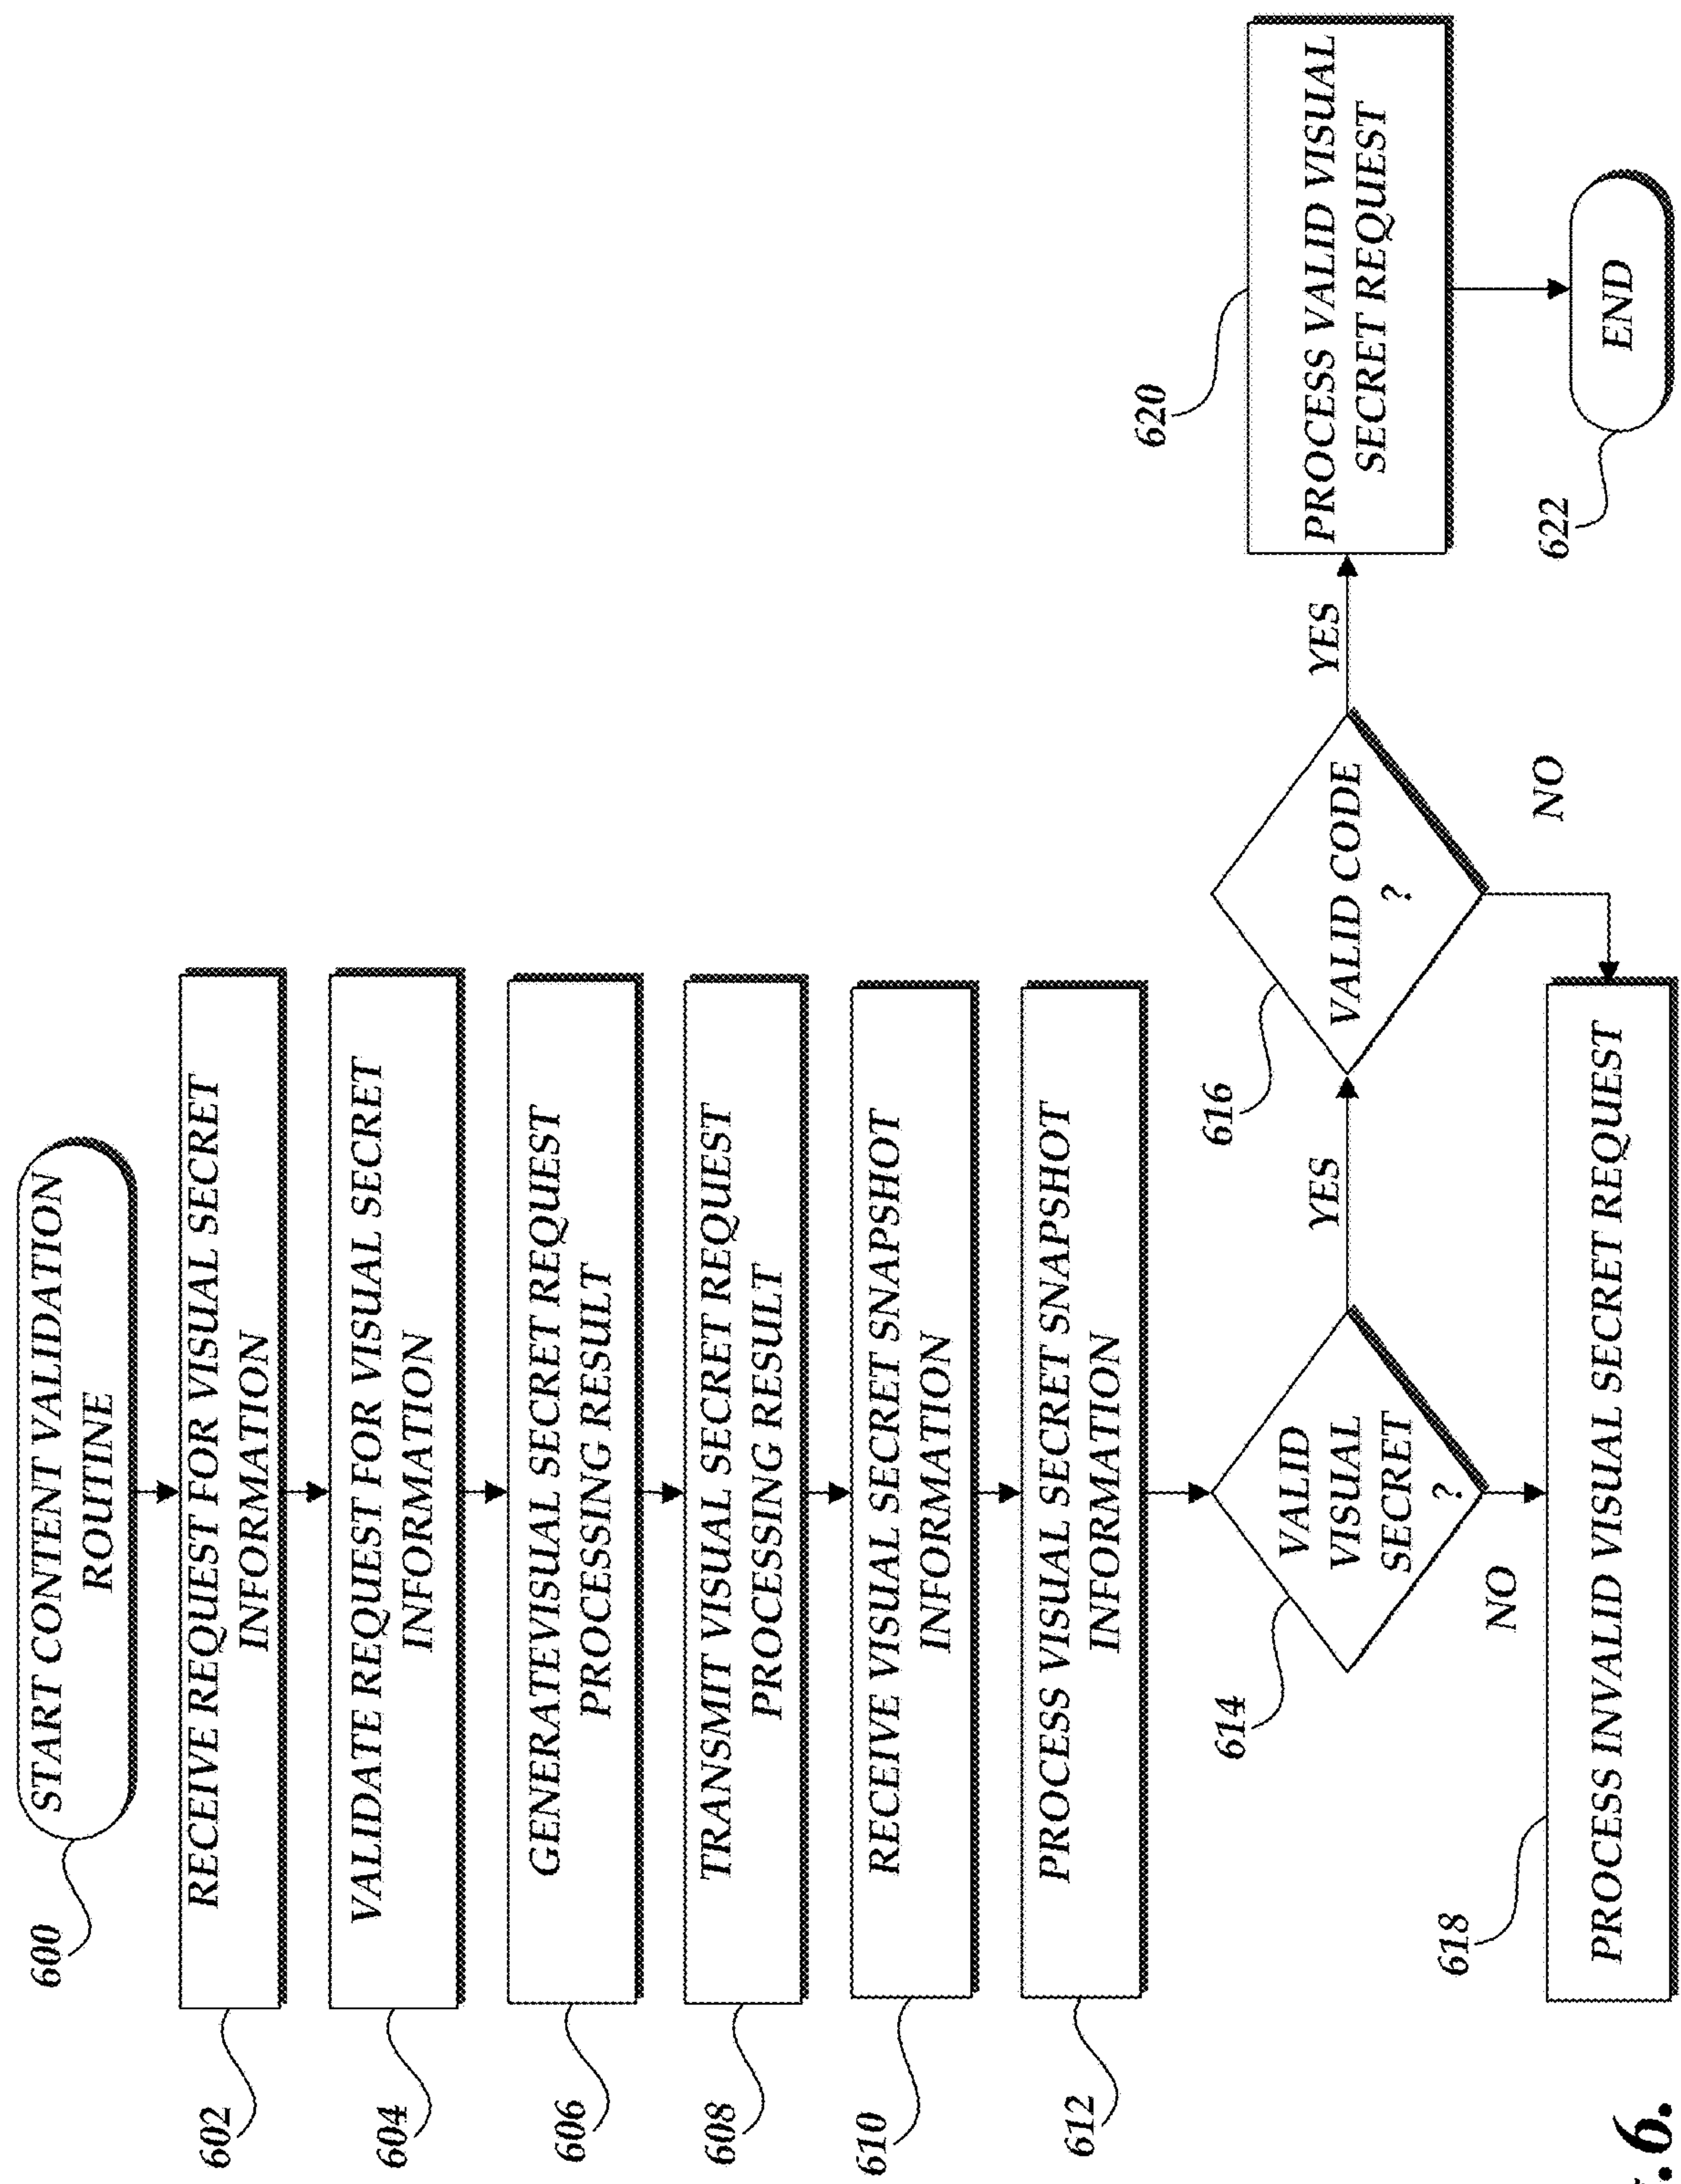 600
START CONTENT VALIDATION
ROUTINE
602
RECEIVE REQUEST FOR VISUAL SECRET
INFORMATION
604
VALIDATE REQUEST FOR VISUAL SECRET
INFORMATION
606
GENERATEVISUAL SECRET REQUEST
PROCESSING RESULT
608
TRANSMIT VISUAL SECRET REQUEST
PROCESSING RESULT
610
RECEIVE VISUAL SECRET SNAPSHOT
INFORMATION
612
PROCESS VISUAL SECRET SNAPSHOT
INFORMATION
614
VALID
VISUAL
SECRET
?
YES
NO
616
VALID CODE
?
YES
NO
618
PROCESS INVALID VISUAL SECRET REQUEST
620
PROCESS VALID VISUAL
SECRET REQUEST
622
END
.6.